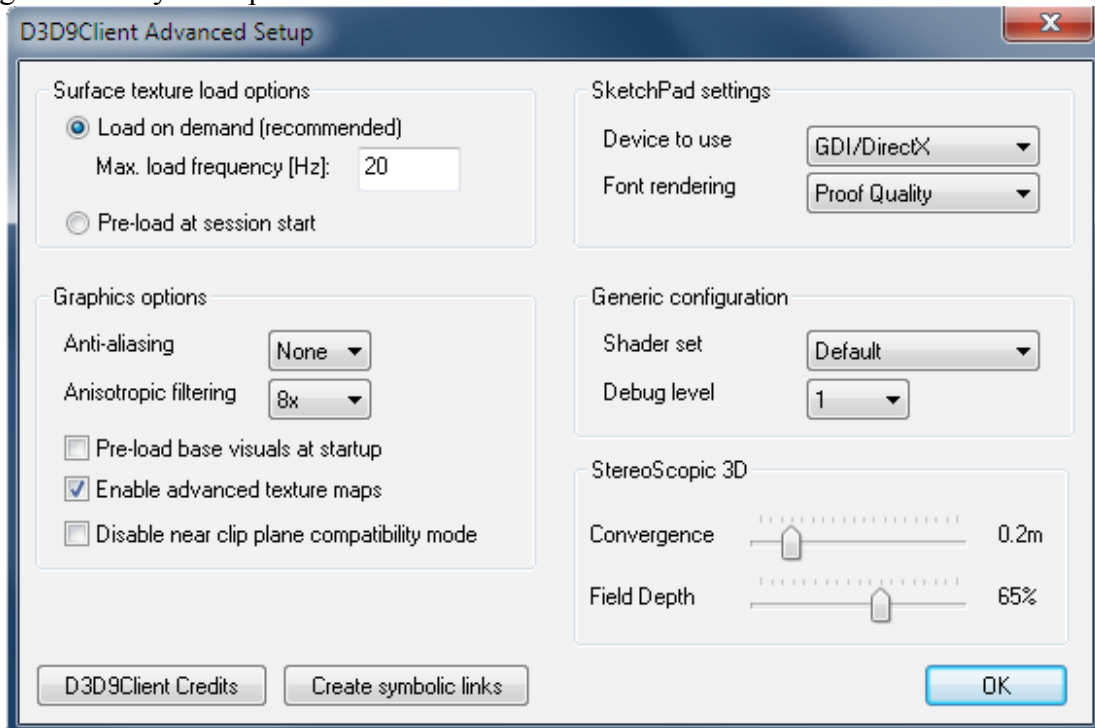 D3D9Client Advanced Setup
Surface texture load options
Load on demand (recommended)
Max. load frequency [Hz]: 20
Pre-load at session start
Graphics options
Anti-aliasing None
Anisotropic filtering 8x
Pre-load base visuals at startup
Enable advanced texture maps
Disable near clip plane compatibility mode
SketchPad settings
Device to use GDI/DirectX
Font rendering Proof Quality
Generic configuration
Shader set Default
Debug level 1
StereoScopic 3D
Convergence 0.2m
Field Depth 65%
D3D9Client Credits
Create symbolic links
OK